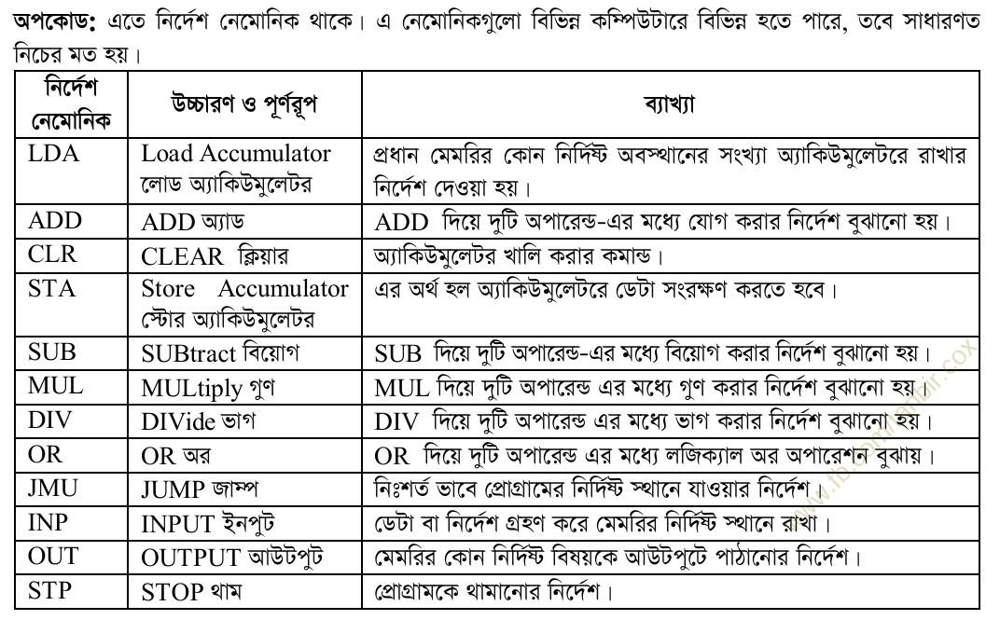 অপকোড: এতে নির্দেশ নেমোনিক থাকে। এ নেমোনিকগুলো বিভিন্ন কম্পিউটারে বিভিন্ন হতে পারে, তবে সাধারণত
নিচের মত হয়।
নির্দেশ
নেমোনিক
উচ্চারণ ও পূর্ণরূপ
ব্যাখ্যা
LDA
Load Accumulator
লোড অ্যাকিউমুলেটর
প্রধান মেমরির কোন নির্দিষ্ট অবস্থানের সংখ্যা অ্যাকিউমুলেটরে রাখার
নির্দেশ দেওয়া হয়।
ADD
ADD অ্যাড
ADD দিয়ে দুটি অপারেন্ড-এর মধ্যে যোগ করার নির্দেশ বুঝানো হয়।
CLR
CLEAR ক্লিয়ার
অ্যাকিউমুলেটর খালি করার কমান্ড।
STA
Store Accumulator
স্টোর অ্যাকিউমুলেটর
এর অর্থ হল অ্যাকিউমুলেটরে ডেটা সংরক্ষণ করতে হবে।
SUB
SUBtract বিয়োগ
SUB দিয়ে দুটি অপারেন্ড-এর মধ্যে বিয়োগ করার নির্দেশ বুঝানো হয়।
MUL
MULtiply গুণ
MUL দিয়ে দুটি অপারেন্ড এর মধ্যে গুণ করার নির্দেশ বুঝানো হয়।
DIV
DIVide ভাগ
DIV দিয়ে দুটি অপারেন্ড এর মধ্যে ভাগ করার নির্দেশ বুঝানো হয়।
OR
OR অর
OR দিয়ে দুটি অপারেন্ড এর মধ্যে লজিক্যাল অর অপারেশন বুঝায়।
JMU
JUMP জাম্প
নিঃশর্ত ভাবে প্রোগ্রামের নির্দিষ্ট স্থানে যাওয়ার নির্দেশ।
INP
INPUT ইনপুট
ডেটা বা নির্দেশ গ্রহণ করে মেমরির নির্দিষ্ট স্থানে রাখা।
OUT
OUTPUT আউটপুট
মেমরির কোন নির্দিষ্ট বিষয়কে আউটপুটে পাঠানোর নির্দেশ।
STP
STOP থাম
প্রোগ্রামকে থামানোর নির্দেশ।
www.fb.com/tanbir.cox